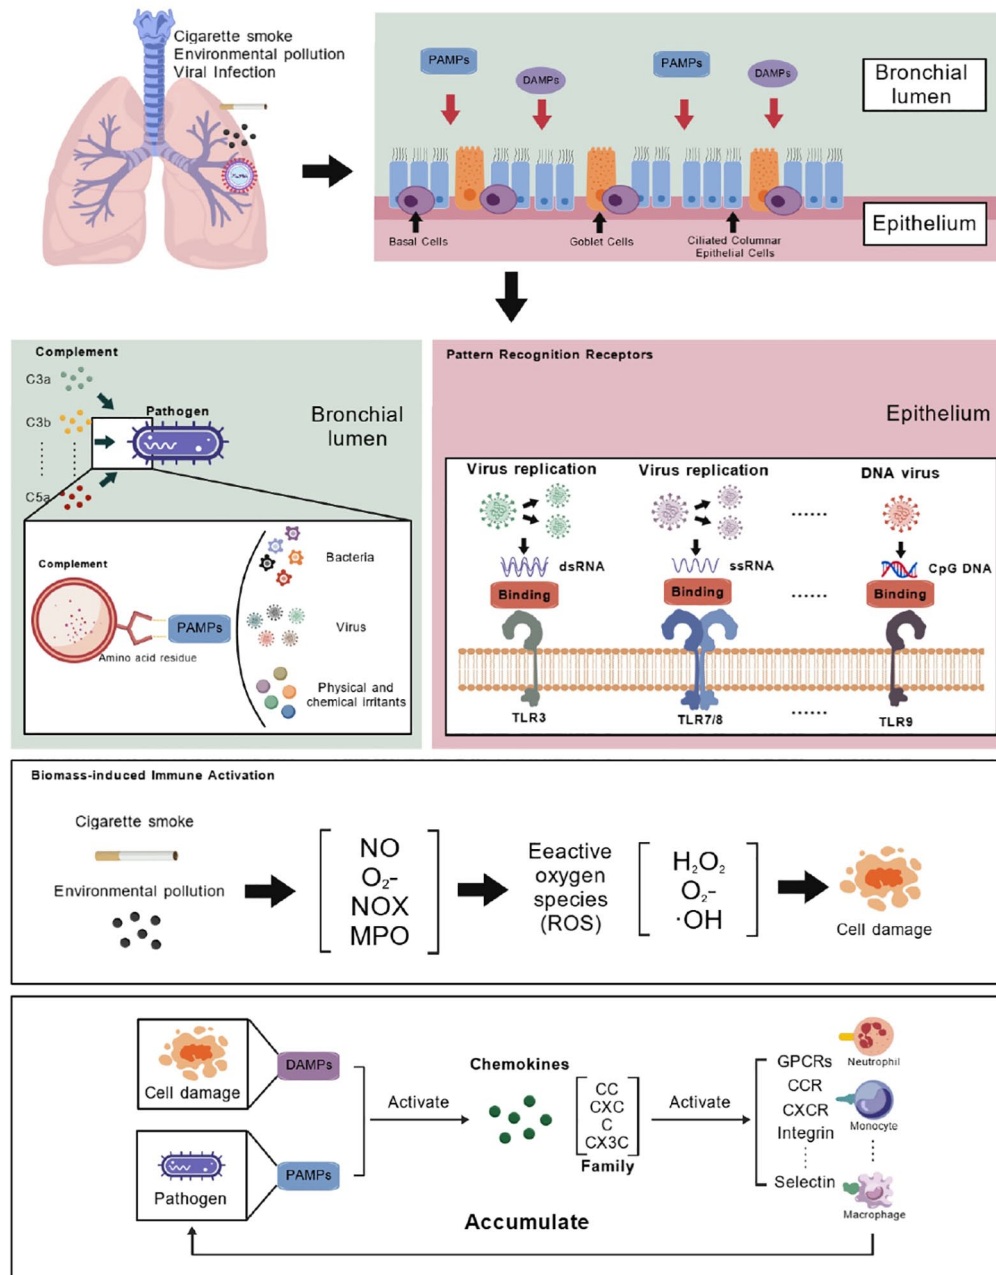 Cigarette smoke
Environmental pollution
Viral Infection
PAMPs
DAMPs
PAMPs
DAMPs
Bronchial
lumen
Epithelium
Basal Cells
Goblet Cells
Ciliated Columnar
Epithelial Cells
Complement
C3a
C3b
C5a
Pathogen
Bronchial
lumen
Complement
Amino acid residue
PAMPs
Bacteria
Virus
Physical and
chemical irritants
Pattern Recognition Receptors
Epithelium
Virus replication
Virus replication
DNA virus
......
dsRNA
ssRNA
CpG DNA
Binding
Binding
......
Binding
TLR3
TLR7/8
......
TLR9
Biomass-induced Immune Activation
Cigarette smoke
Environmental pollution
NO
O₂-
NOX
MPO
Eeactive
oxygen
species
(ROS)
H₂O₂
O₂-
·OH
Cell damage
Cell damage
DAMPs
Pathogen
PAMPs
Activate
Chemokines
CC
CXC
C
CX3C
Family
Activate
GPCRs
CCR
CXCR
Integrin
Selectin
Neutrophil
Monocyte
Macrophage
Accumulate